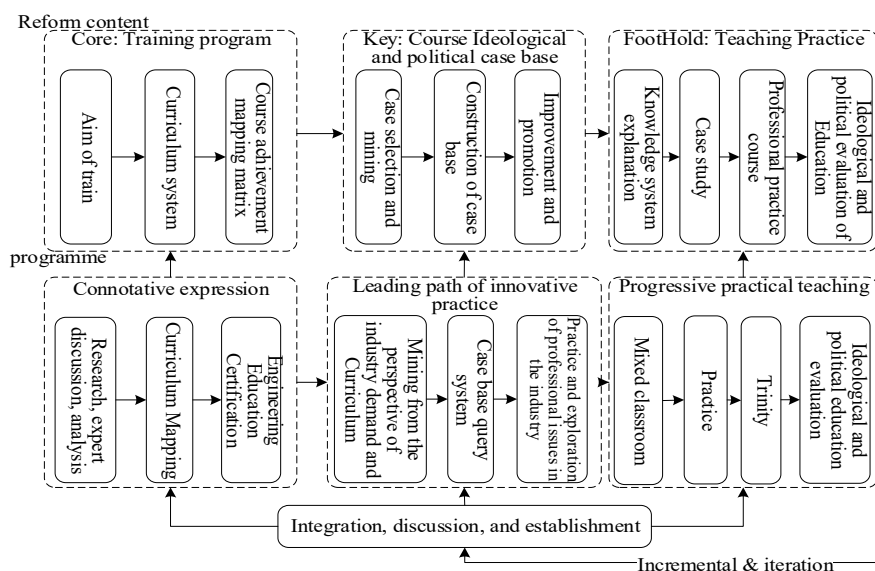 Reform content
Core: Training program
Aim of train
Curriculum system
Course achievement
mapping matrix
Key: Course Ideological
and political case base
Case selection and
mining
Construction of case
base
Improvement and
promotion
FootHold: Teaching Practice
Knowledge system
explanation
Case study
Professional practice
course
Ideological and
political evaluation of
Education
programme
Connotative expression
Research, expert
discussion, analysis
Curriculum Mapping
Engineering
Education
Certification
Leading path of innovative
practice
Mining from the
perspective of
industry demand and
Curriculum
Case base query
system
Practice and exploration
of professional issues in
the industry
Progressive practical teaching
Mixed classroom
Practice
Trinity
Ideological and
political education
evaluation
Integration, discussion, and establishment
Incremental & iteration